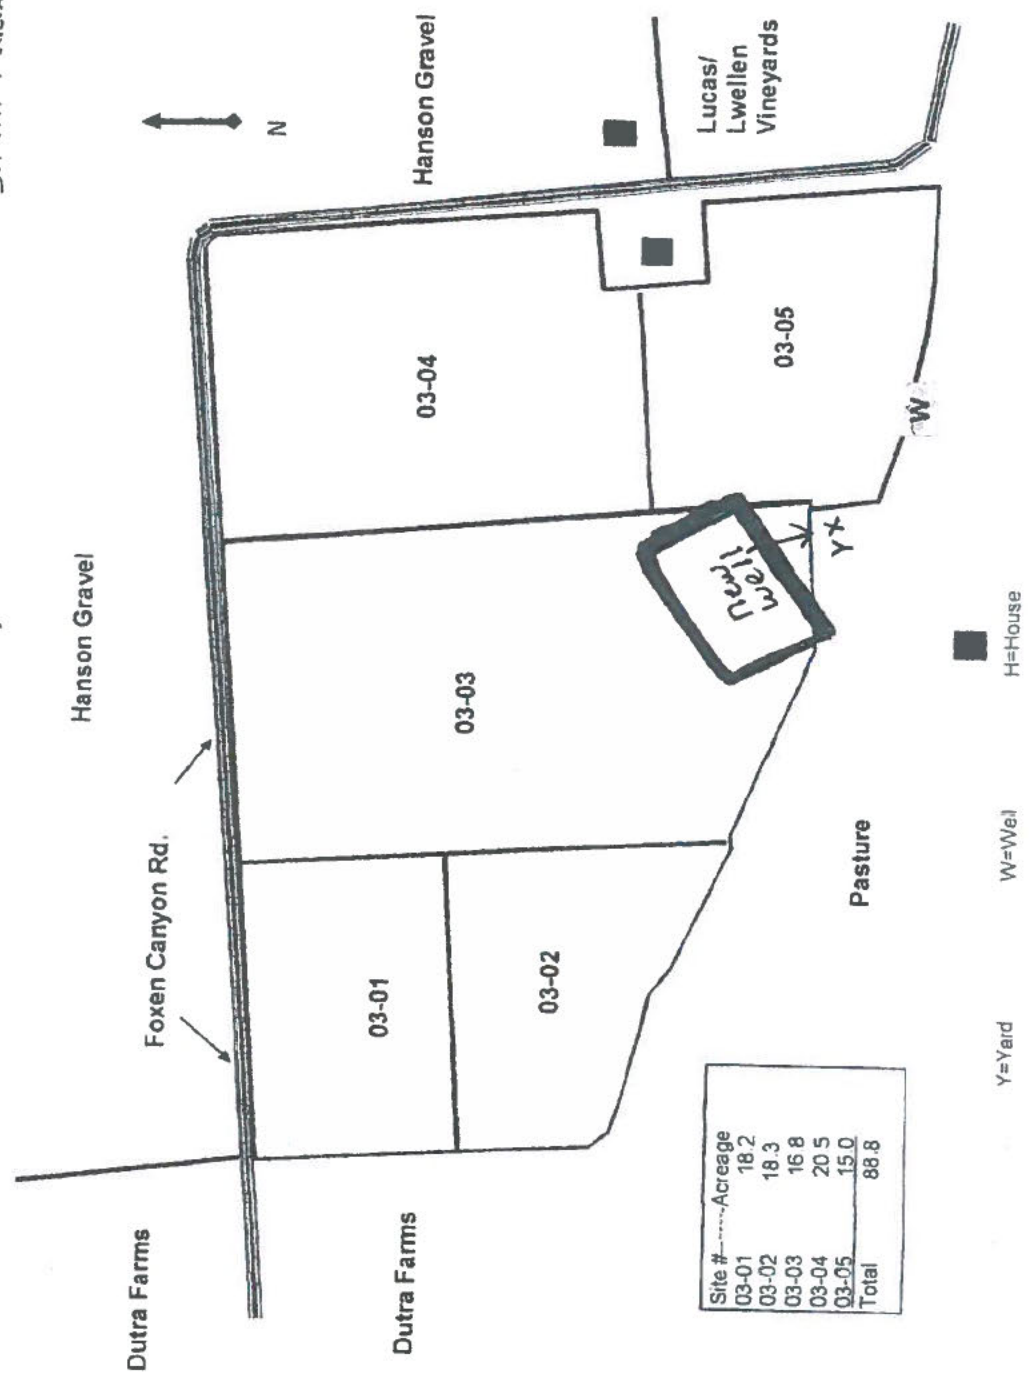 Hanson Gravel
N
Hanson Gravel
Foxen Canyon Rd.
Dutra Farms
Dutra Farms
03-01
03-02
03-03
03-04
03-05
Lucas/
Lwellen
Vineyards
new
well
Y X
W
Pasture
Site #------Acreage
03-01 18.2
03-02 18.3
03-03 16.8
03-04 20.5
03-05 15.0
Total 88.8
Y=Yard
W=Well
H=House